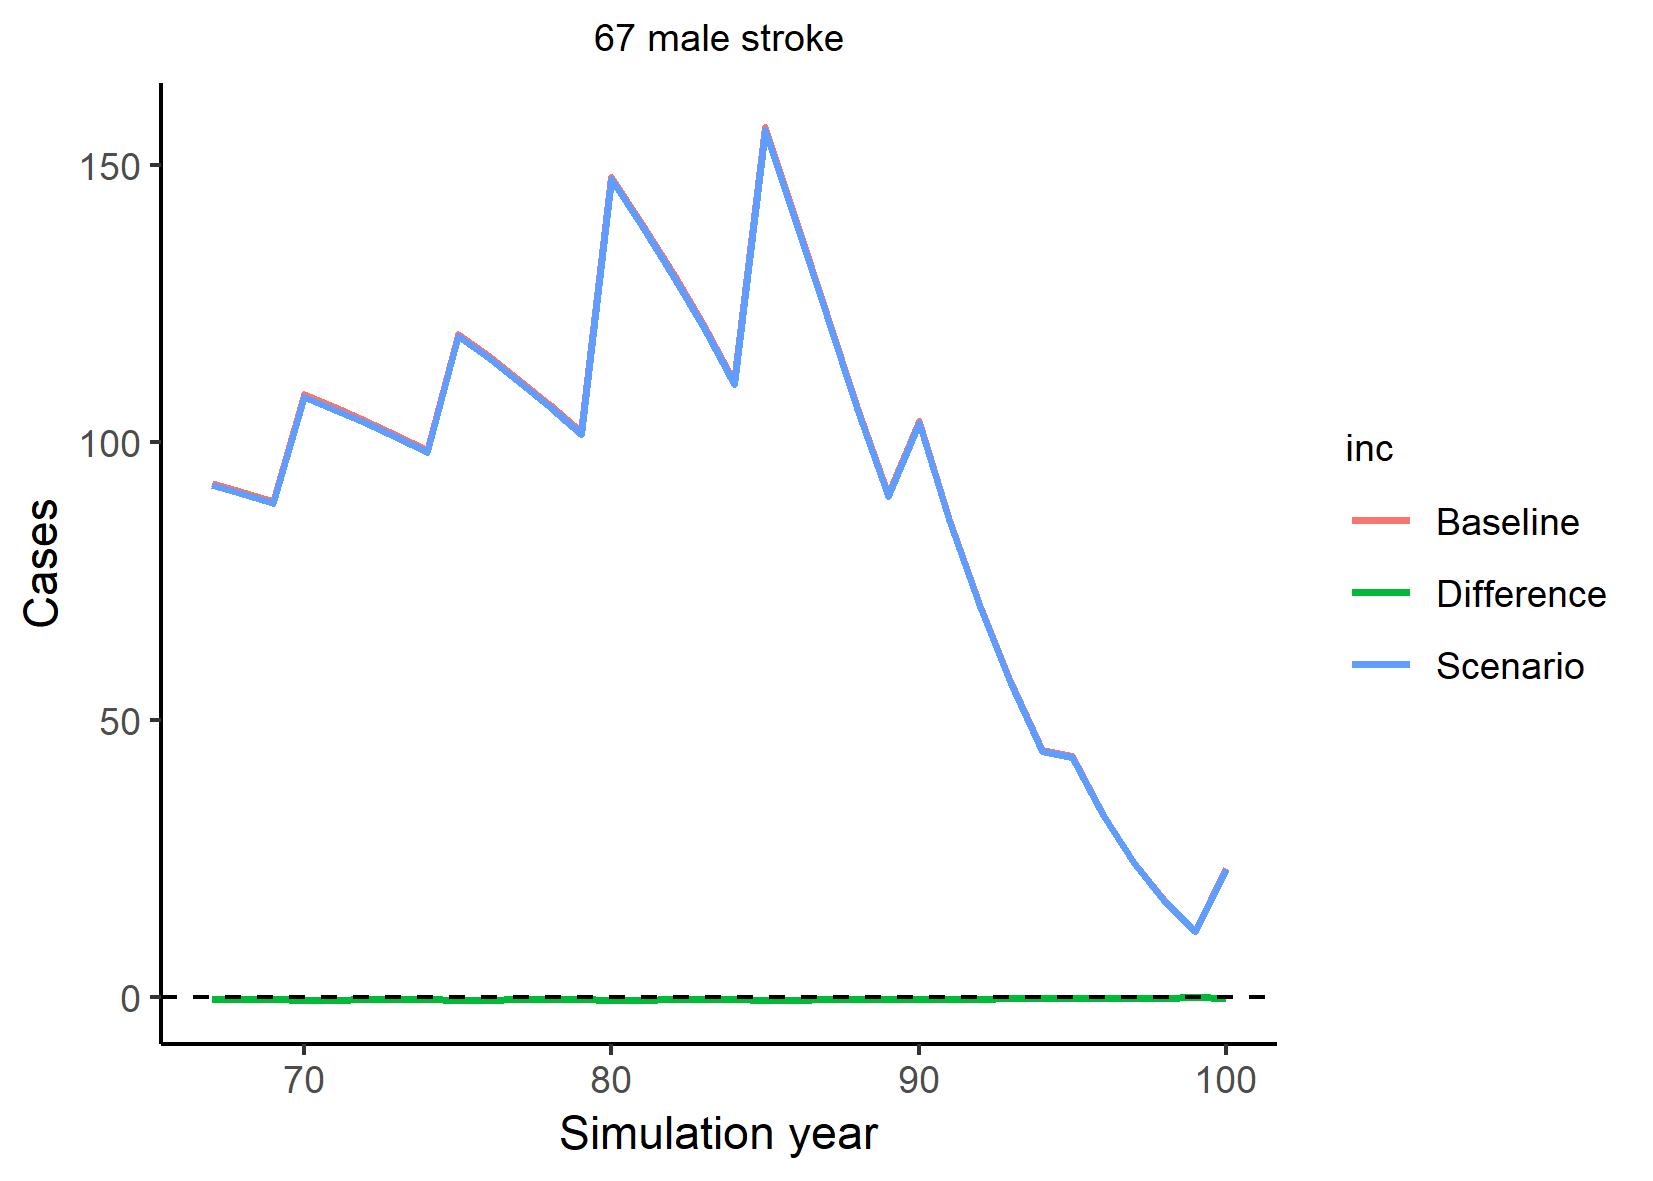 67 male stroke
150
100
50
0
Cases
70 80 90 100
Simulation year
inc
Baseline
Difference
Scenario